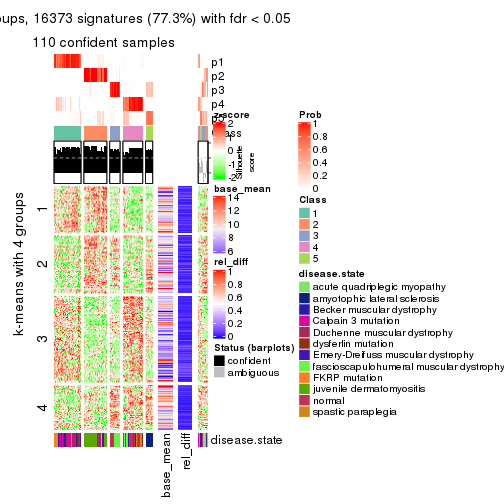 oups, 16373 signatures (77.3%) with fdr < 0.05
110 confident samples
p1
p2
p3
p4
Class
Silhouette
score
k-means with 4 groups
1
2
3
4
base_mean
rel_diff
disease.state
z-score
2
1
0
-1
-2
base_mean
14
12
10
8
6
rel_diff
1
0.8
0.6
0.4
0.2
0
Status (barplots)
confident
ambiguous
Prob
1
0.8
0.6
0.4
0.2
0
Class
1
2
3
4
5
disease.state
acute quadriplegic myopathy
amyotophic lateral sclerosis
Becker muscular dystrophy
Calpain 3 mutation
Duchenne muscular dystrophy
dysferlin mutation
Emery-Dreifuss muscular dystrophy
fascioscapulohumeral muscular dystrophy
FKRP mutation
juvenile dermatomyositis
normal
spastic paraplegia